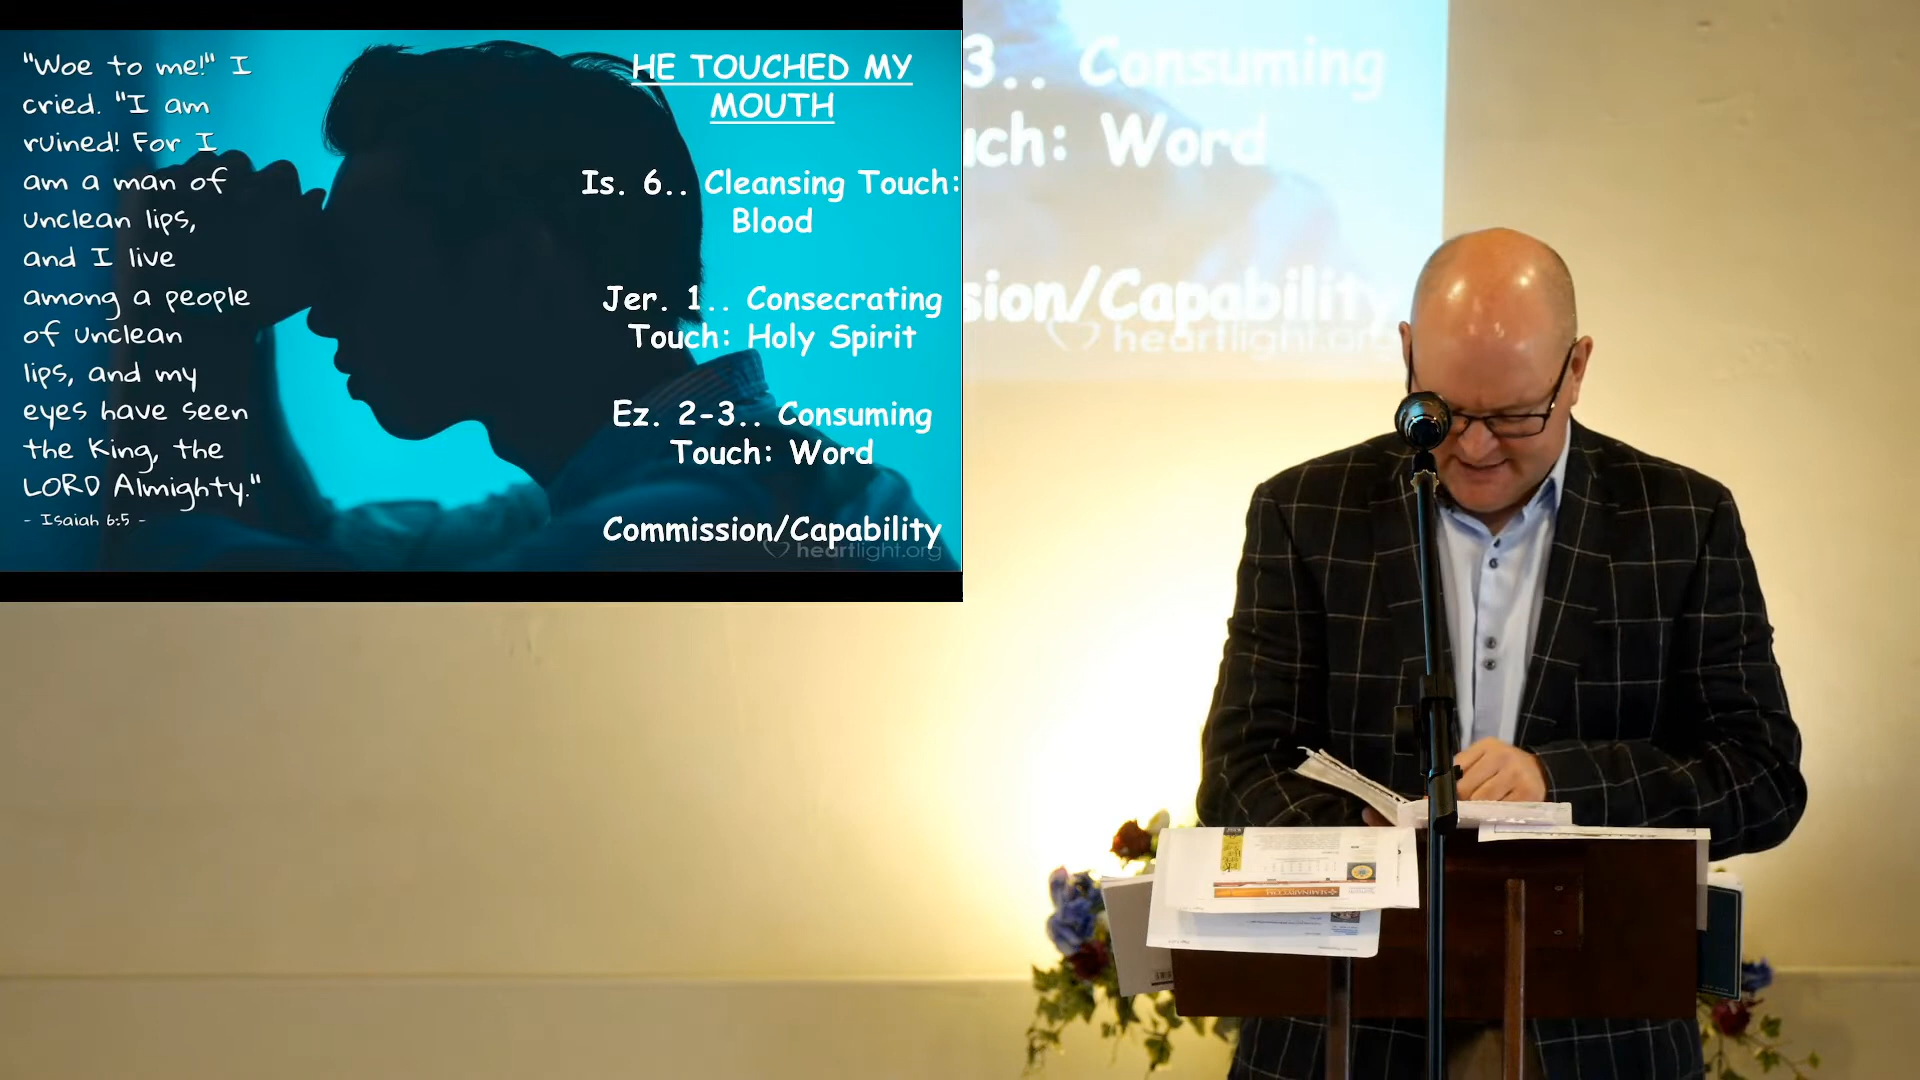 "Woe to me!" I
cried. "I am
ruined! For I
am a man of
unclean lips,
and I live
among a people
of unclean
lips, and my
eyes have seen
the King, the
LORD Almighty."
- Isaiah 6:5 -
HE TOUCHED MY
MOUTH
Is. 6.. Cleansing Touch:
Blood
Jer. 1.. Consecrating
Touch: Holy Spirit
Ez. 2-3.. Consuming
Touch: Word
Commission/Capability
heartlight.org
3.. Consuming
uch: Word
sion/Capability
heartlight.org
SEMINARY.COM